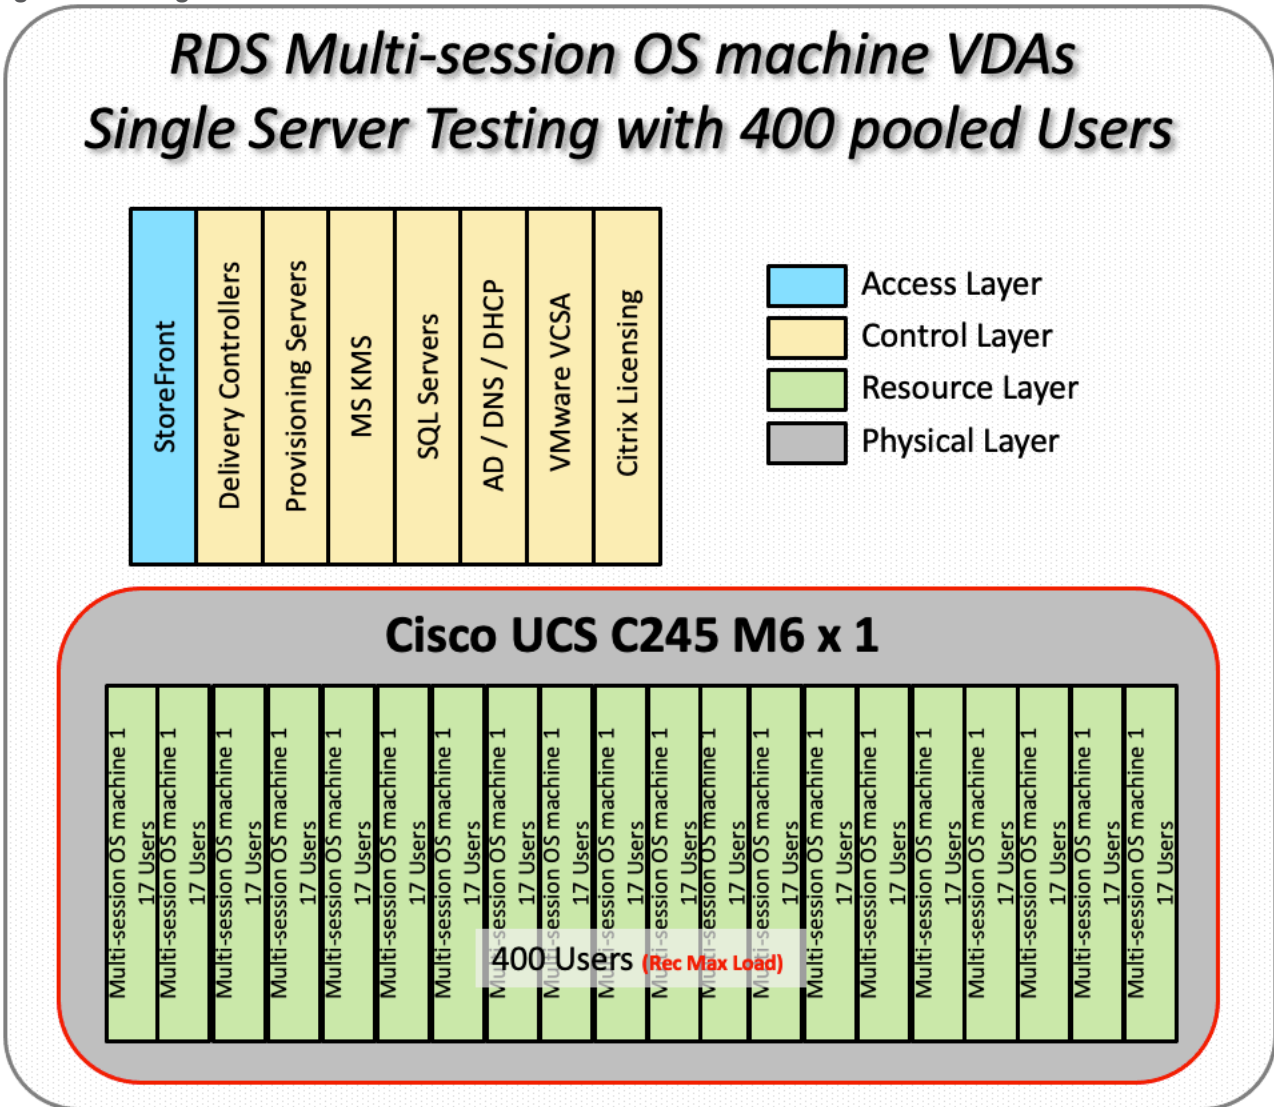 RDS Multi-session OS machine VDAs
Single Server Testing with 400 pooled Users
StoreFront
Delivery Controllers
Provisioning Servers
MS KMS
SQL Servers
AD / DNS / DHCP
VMware VCSA
Citrix Licensing
Access Layer
Control Layer
Resource Layer
Physical Layer
Cisco UCS C245 M6 x 1
Multi-session OS machine 1
17 Users
Multi-session OS machine 1
17 Users
Multi-session OS machine 1
17 Users
Multi-session OS machine 1
17 Users
Multi-session OS machine 1
17 Users
Multi-session OS machine 1
17 Users
Multi-session OS machine 1
17 Users
Multi-session OS machine 1
17 Users
Multi-session OS machine 1
17 Users
Multi-session OS machine 1
17 Users
Multi-session OS machine 1
17 Users
Multi-session OS machine 1
17 Users
Multi-session OS machine 1
17 Users
Multi-session OS machine 1
17 Users
Multi-session OS machine 1
17 Users
Multi-session OS machine 1
17 Users
Multi-session OS machine 1
17 Users
Multi-session OS machine 1
17 Users
Multi-session OS machine 1
17 Users
Multi-session OS machine 1
17 Users
400 Users (Rec Max Load)